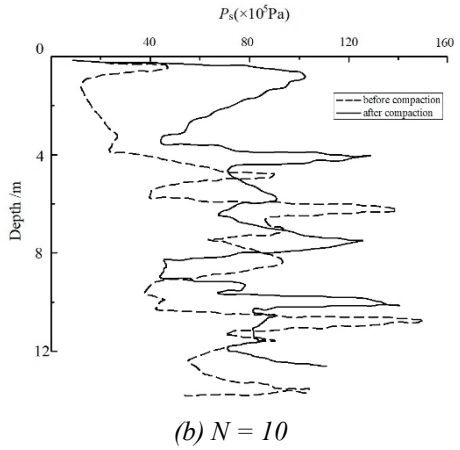 Ps(×10⁵Pa)
0 40 80 120 160
0
4
8
12
Depth /m
before compaction
after compaction
(b) N = 10